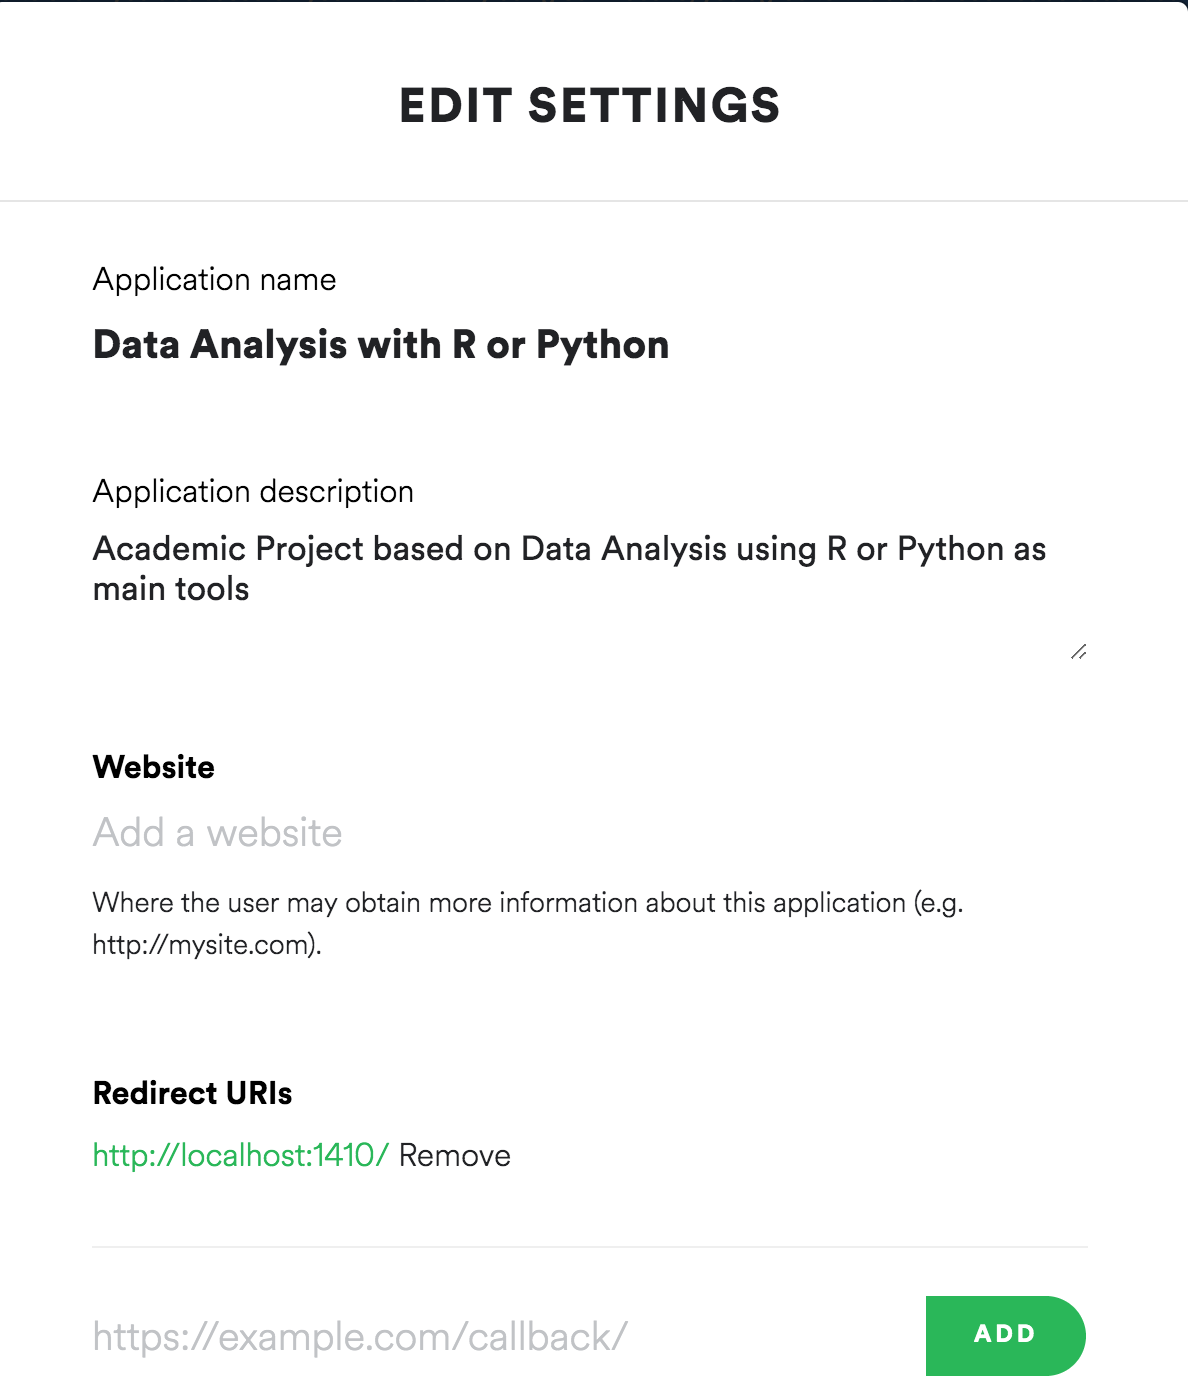 EDIT SETTINGS
Application name
Data Analysis with R or Python
Application description
Academic Project based on Data Analysis using R or Python as
main tools
Website
Add a website
Where the user may obtain more information about this application (e.g.
http://mysite.com).
Redirect URIs
http://localhost:1410/ Remove
https://example.com/callback/
ADD